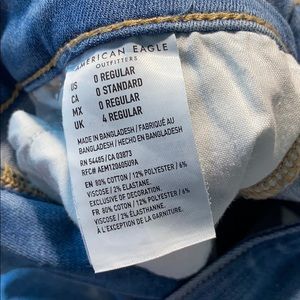 AMERICAN EAGLE
OUTFITTERS
US 0 REGULAR
CA 0 STANDARD
MX 0 REGULAR
UK 4 REGULAR
MADE IN BANGLADESH / FABRIQUÉ AU
BANGLADESH / HECHO EN BANGLADESH
RN 54485 / CA 03873
RFC# AEM120605U9A
EN 80% COTTON / 12% POLYESTER / 6%
VISCOSE / 2% ELASTANE.
EXCLUSIVE OF DECORATION.
FR 80% COTON / 12% POLYESTER / 6%
VISCOSE / 2% ÉLASTHANNE.
À L'EXCEPTION DE LA GARNITURE.